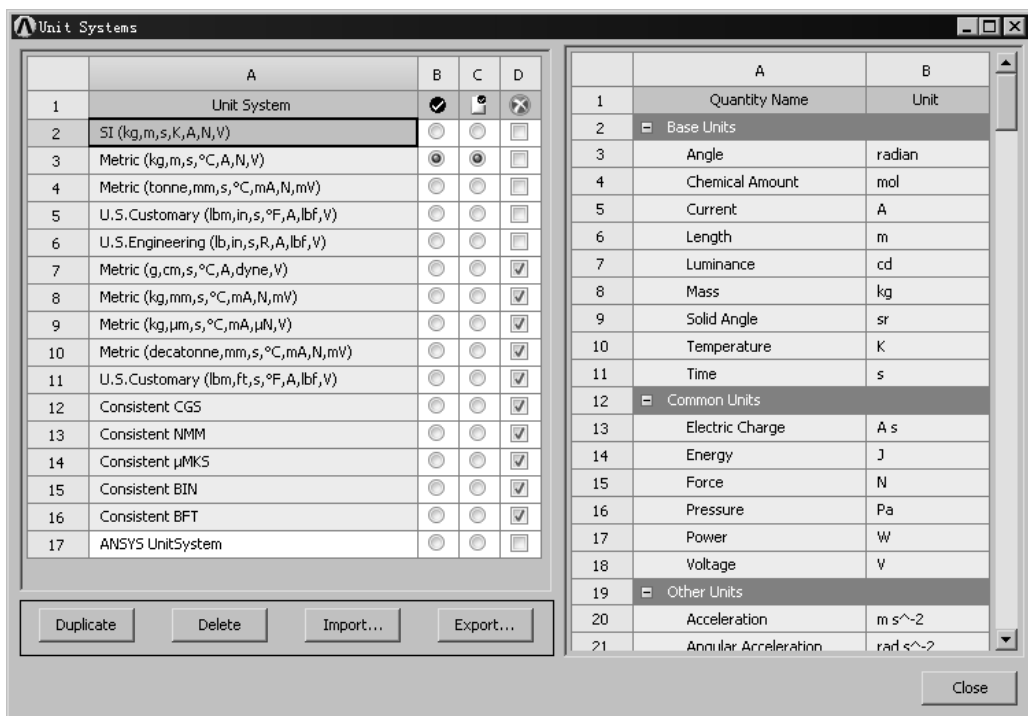 Unit Systems
A B C D
1 Unit System
2 SI (kg,m,s,K,A,N,V)
3 Metric (kg,m,s,°C,A,N,V)
4 Metric (tonne,mm,s,°C,mA,N,mV)
5 U.S.Customary (lbm,in,s,°F,A,lbf,V)
6 U.S.Engineering (lb,in,s,R,A,lbf,V)
7 Metric (g,cm,s,°C,A,dyne,V)
8 Metric (kg,mm,s,°C,mA,N,mV)
9 Metric (kg,µm,s,°C,mA,µN,V)
10 Metric (decatonne,mm,s,°C,mA,N,mV)
11 U.S.Customary (lbm,ft,s,°F,A,lbf,V)
12 Consistent CGS
13 Consistent NMM
14 Consistent µMKS
15 Consistent BIN
16 Consistent BFT
17 ANSYS UnitSystem
Duplicate Delete Import... Export...
A B
1 Quantity Name Unit
2 Base Units
3 Angle radian
4 Chemical Amount mol
5 Current A
6 Length m
7 Luminance cd
8 Mass kg
9 Solid Angle sr
10 Temperature K
11 Time s
12 Common Units
13 Electric Charge A s
14 Energy J
15 Force N
16 Pressure Pa
17 Power W
18 Voltage V
19 Other Units
20 Acceleration m s^-2
21 Angular Acceleration rad s^-2
Close